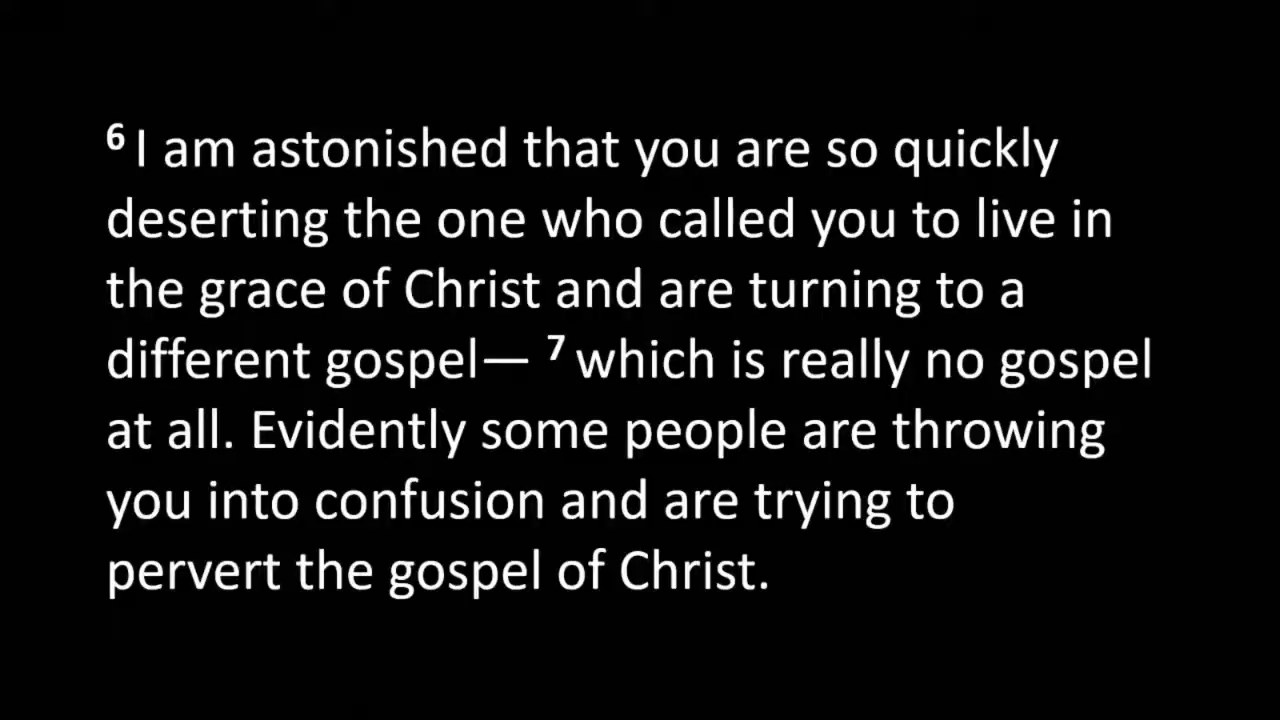 6 I am astonished that you are so quickly
deserting the one who called you to live in
the grace of Christ and are turning to a
different gospel— 7 which is really no gospel
at all. Evidently some people are throwing
you into confusion and are trying to
pervert the gospel of Christ.